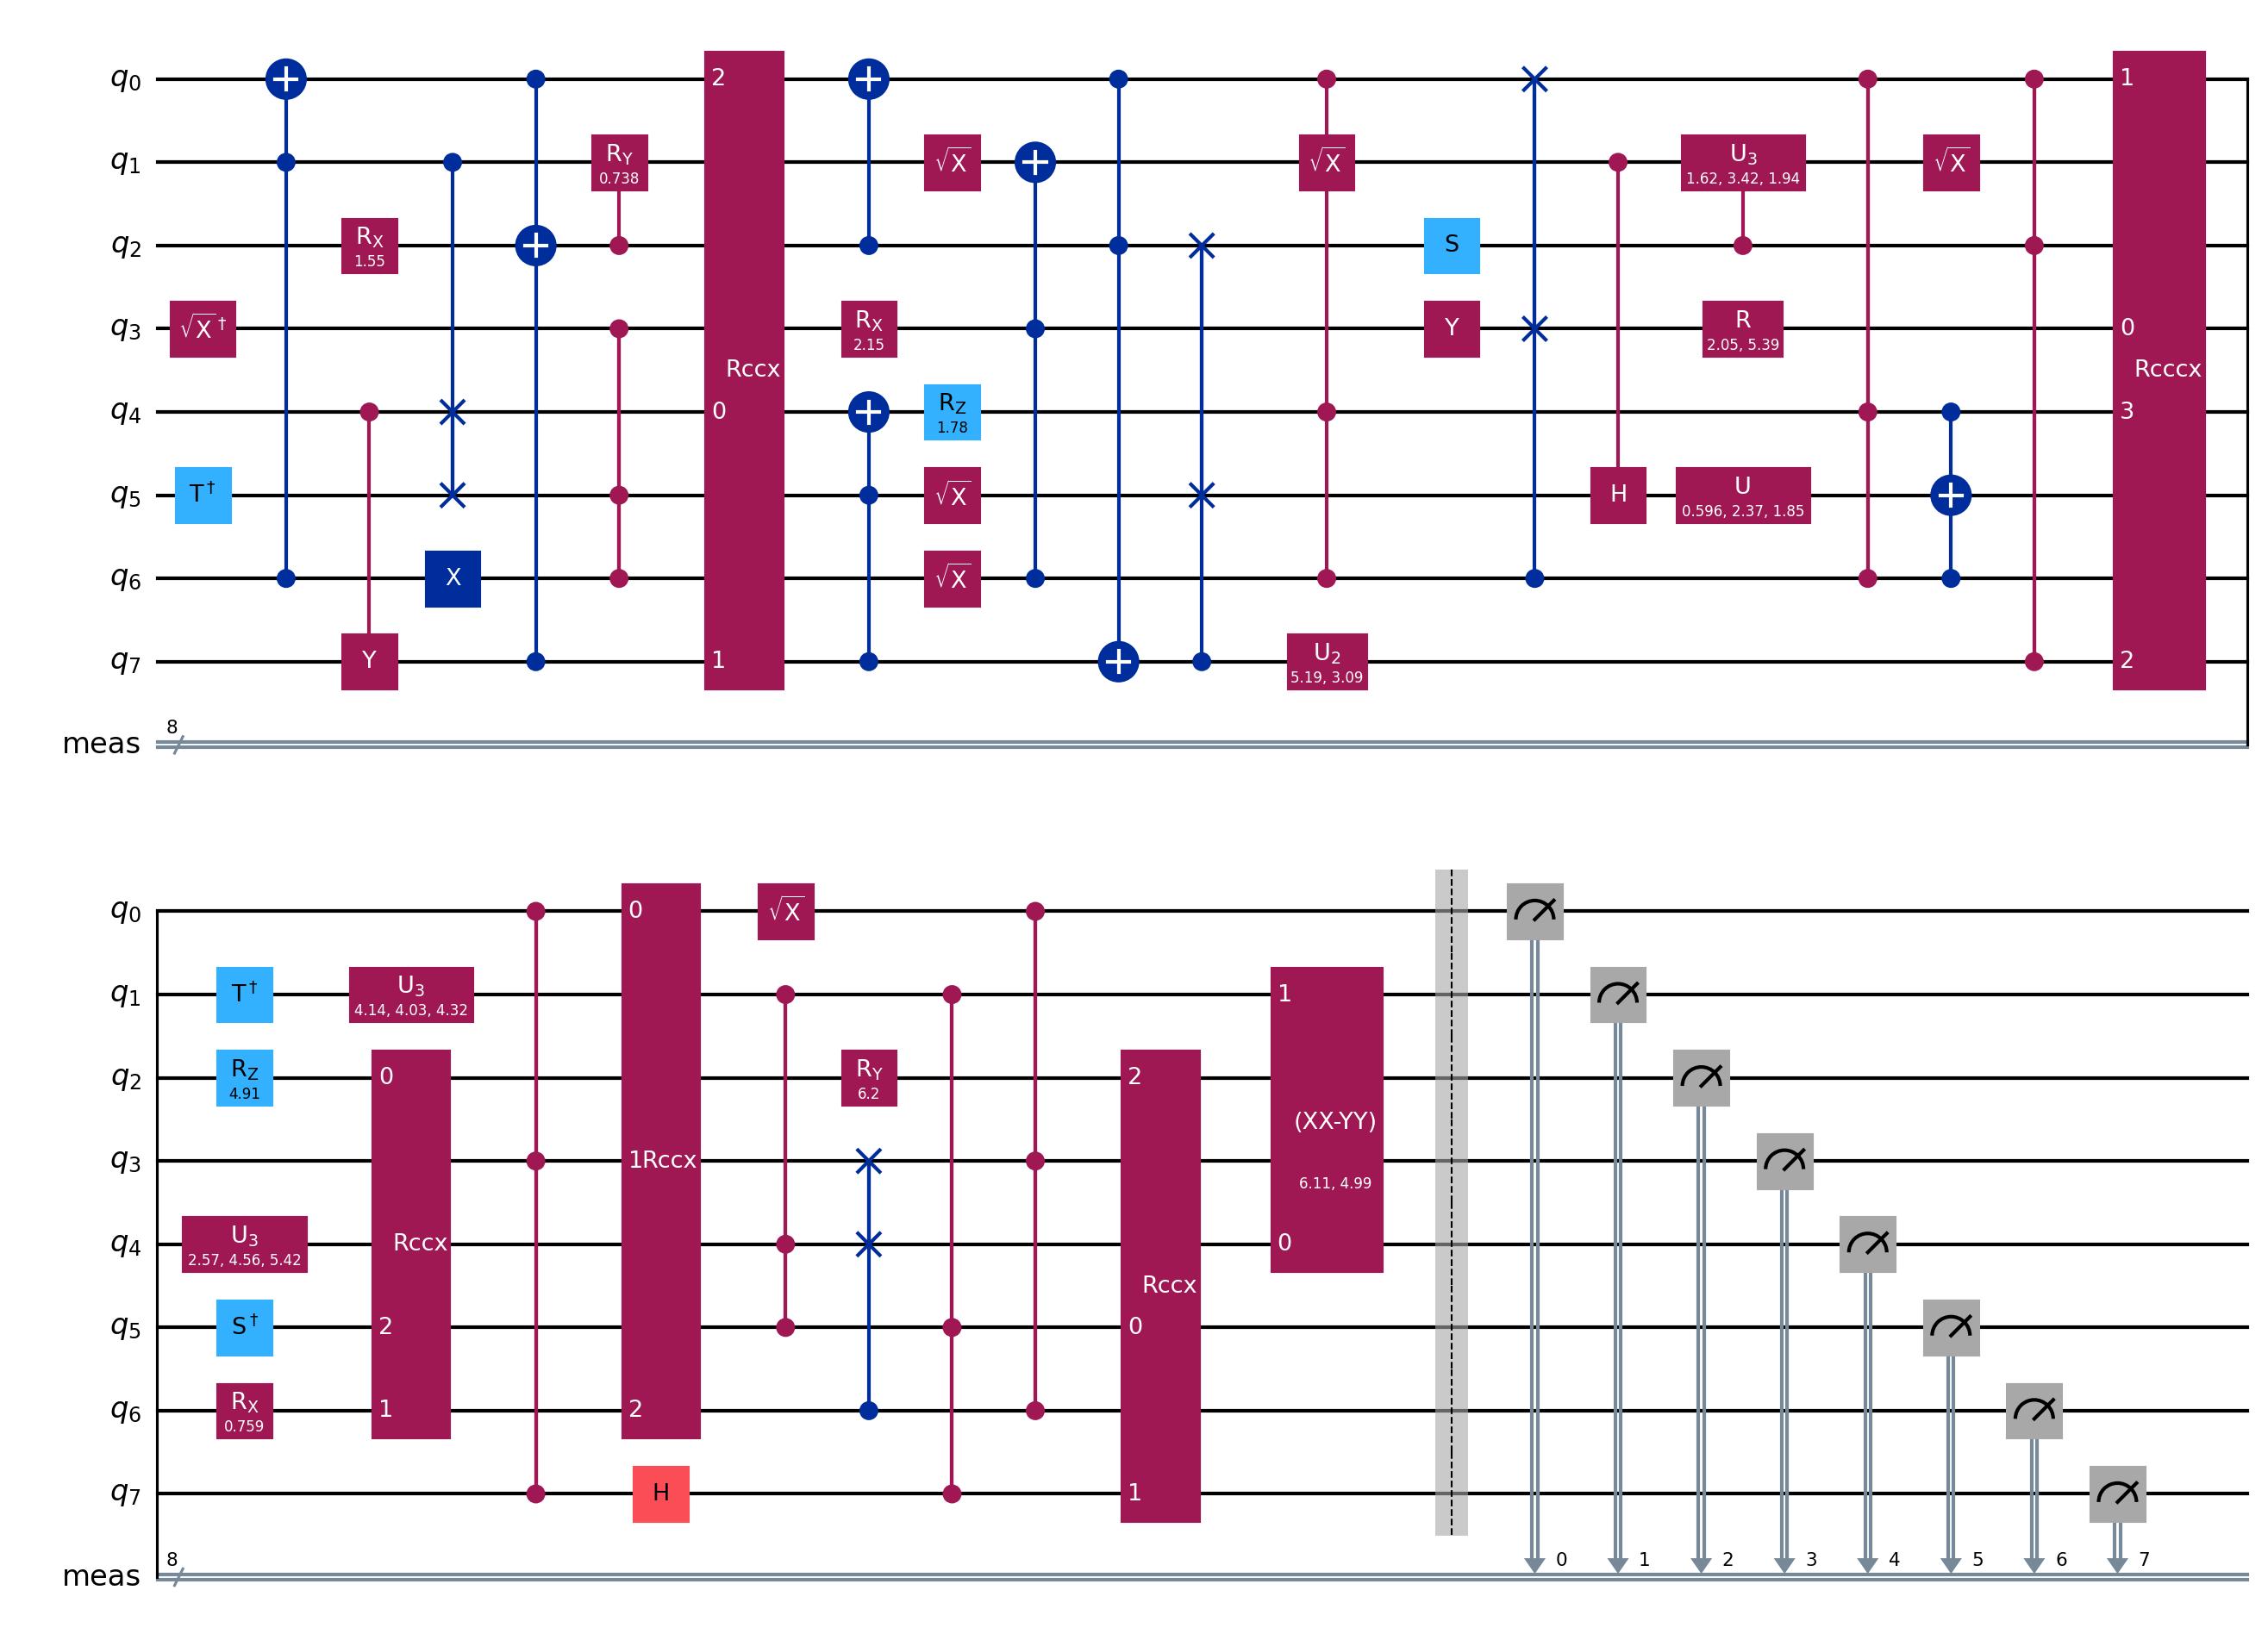 q0 2 1
q1 RY 0.738 √X √X U3 1.62, 3.42, 1.94 √X
q2 RX 1.55 S
q3 √X† RX 2.15 Y R 2.05, 5.39 0
Rccx Rcccx
q4 0 RZ 1.78 3
q5 T† √X H U 0.596, 2.37, 1.85
q6 X √X
q7 Y 1 U2 5.19, 3.09 2
8
meas
q0 0 √X
q1 T† U3 4.14, 4.03, 4.32 1
q2 RZ 4.91 0 RY 6.2 2
(XX-YY)
q3 1 Rccx 6.11, 4.99
q4 U3 2.57, 4.56, 5.42 Rccx 0
Rccx
q5 S† 2 0
q6 RX 0.759 1 2
q7 H 1
8 0 1 2 3 4 5 6 7
meas